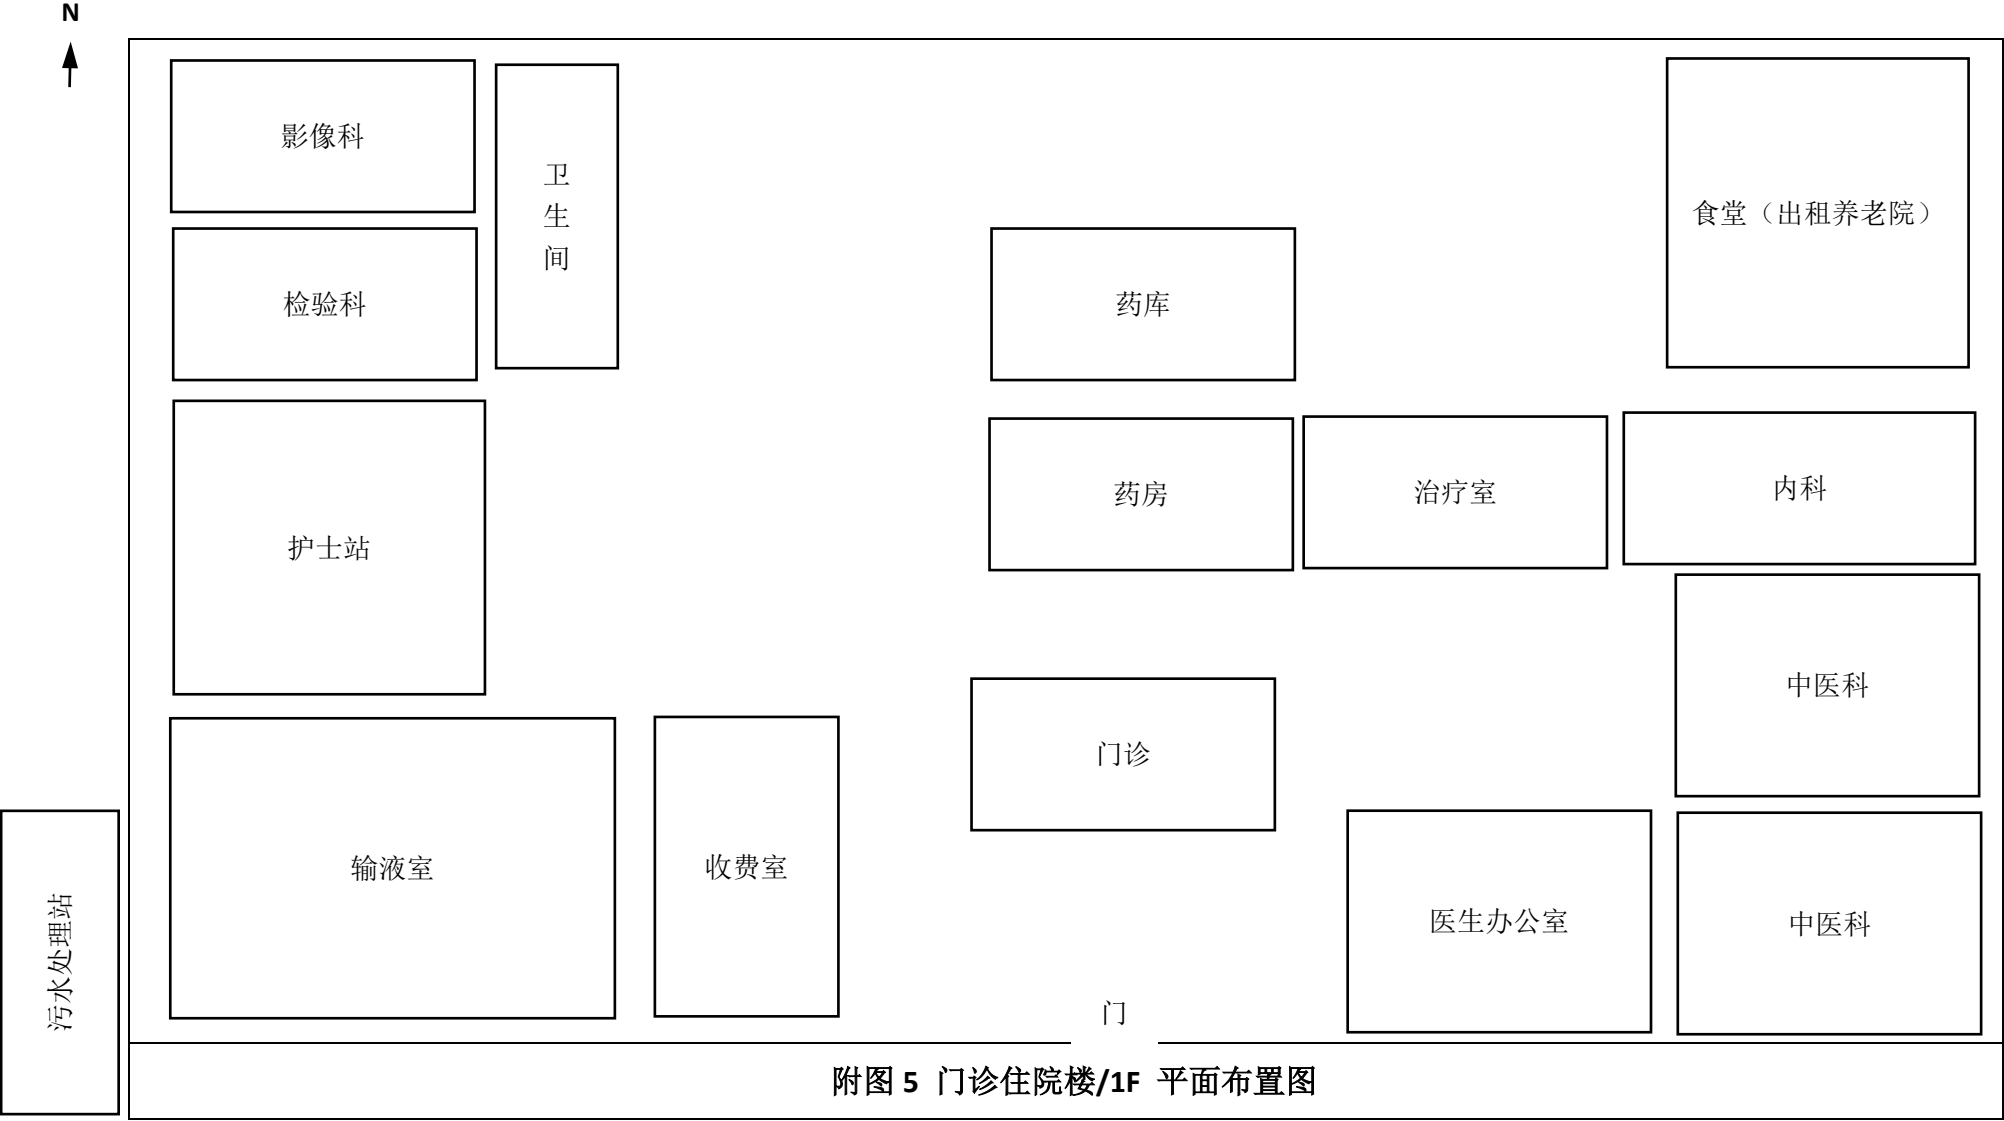 N
影像科
卫生间
食堂（出租养老院）
检验科
药库
护士站
药房
治疗室
内科
中医科
门诊
输液室
收费室
医生办公室
中医科
污水处理站
门
附图 5 门诊住院楼/1F 平面布置图